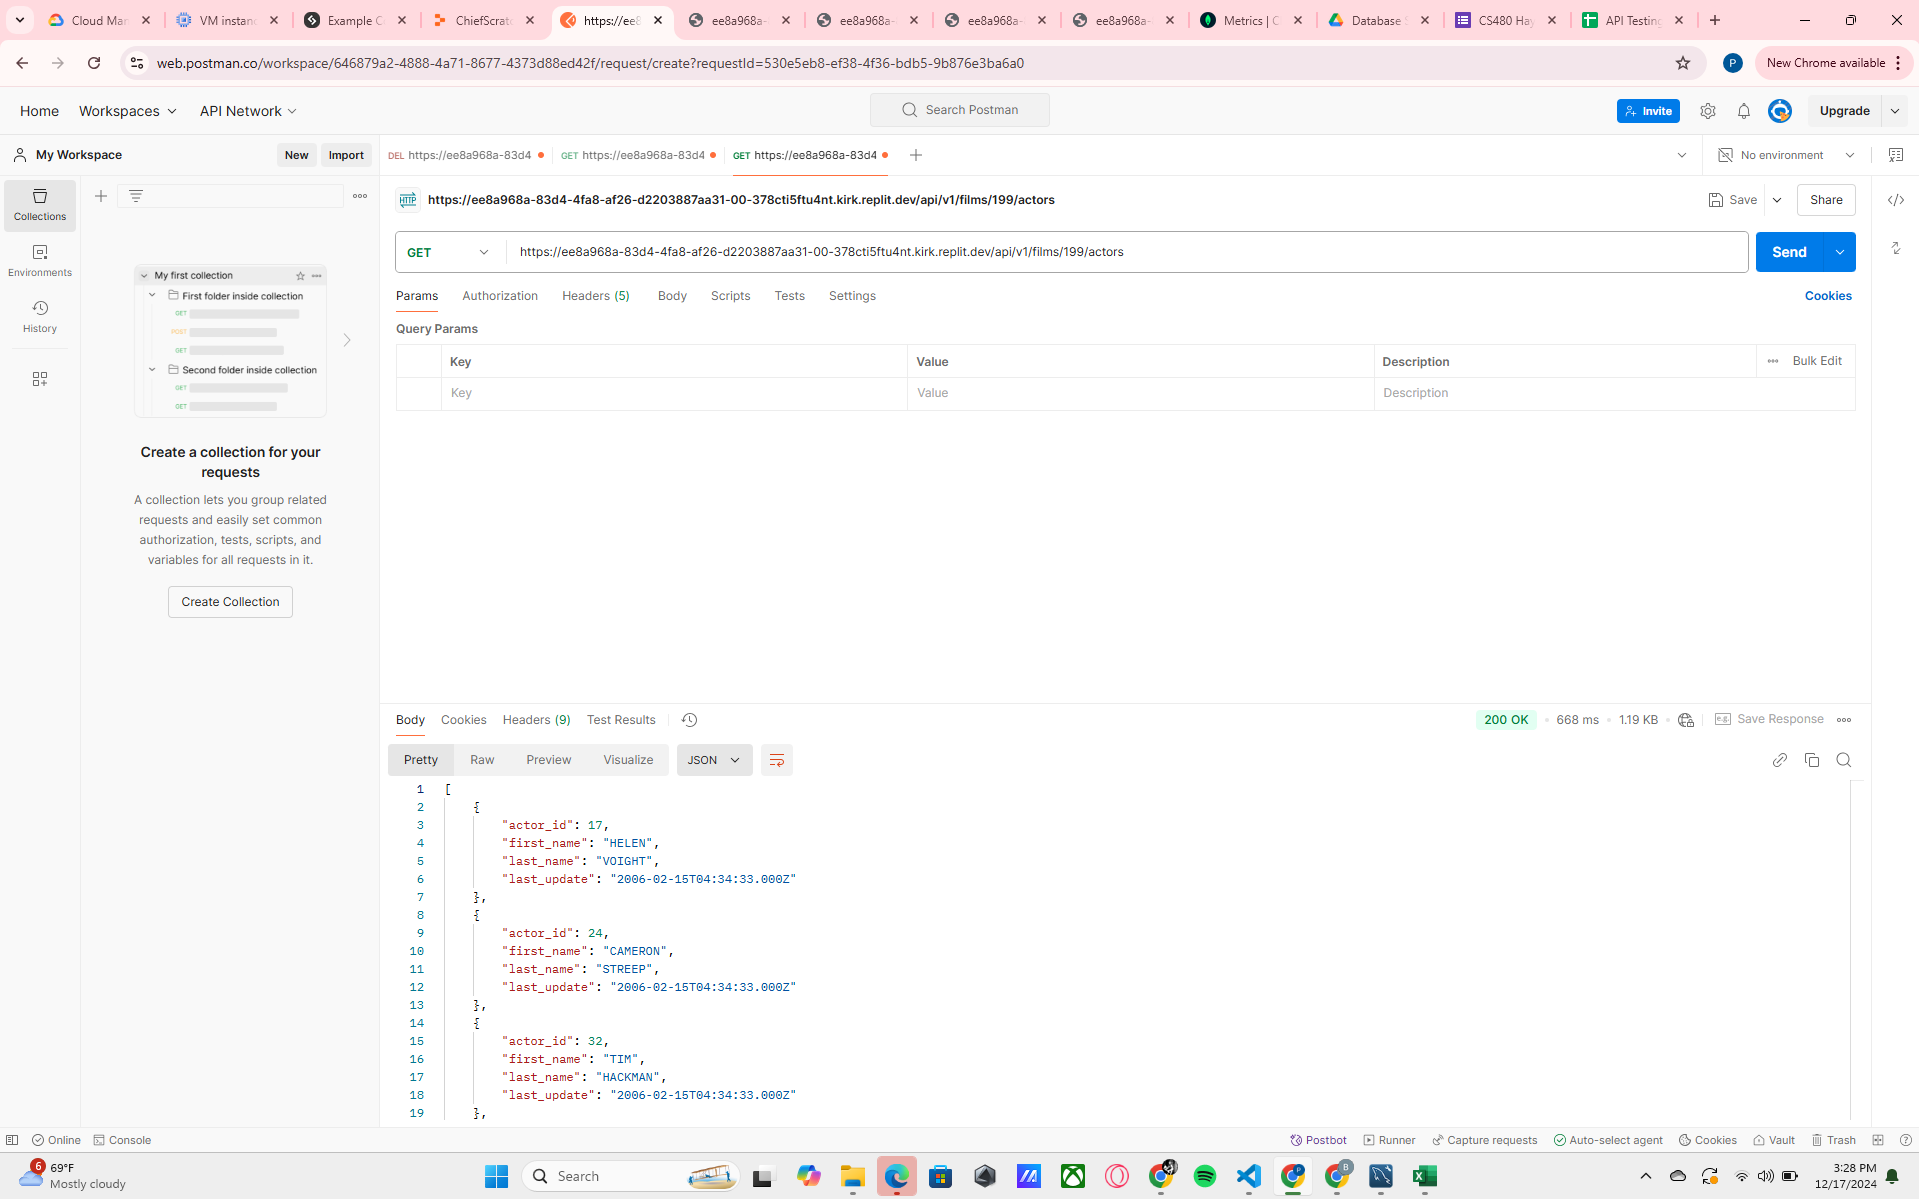 Cloud Man
VM instanc
Example C
ChiefScrat
https://ee8
ee8a968a-
ee8a968a-
ee8a968a-
ee8a968a-
Metrics | C
Database S
CS480 Hay
API Testing
web.postman.co/workspace/646879a2-4888-4a71-8677-4373d88ed42f/request/create?requestId=530e5eb8-ef38-4f36-bdb5-9b876e3ba6a0
P
New Chrome available
Home
Workspaces
API Network
Search Postman
Invite
Upgrade
My Workspace
New
Import
DEL https://ee8a968a-83d4
GET https://ee8a968a-83d4
GET https://ee8a968a-83d4
No environment
Collections
Environments
History
HTTP https://ee8a968a-83d4-4fa8-af26-d2203887aa31-00-378cti5ftu4nt.kirk.replit.dev/api/v1/films/199/actors
Save
Share
GET
https://ee8a968a-83d4-4fa8-af26-d2203887aa31-00-378cti5ftu4nt.kirk.replit.dev/api/v1/films/199/actors
Send
Params
Authorization
Headers (5)
Body
Scripts
Tests
Settings
Cookies
Query Params
Key
Value
Description
Bulk Edit
Key
Value
Description
My first collection
First folder inside collection
GET
POST
GET
Second folder inside collection
GET
GET
Create a collection for your
requests
A collection lets you group related
requests and easily set common
authorization, tests, scripts, and
variables for all requests in it.
Create Collection
Body
Cookies
Headers (9)
Test Results
200 OK
668 ms
1.19 KB
e.g.
Save Response
Pretty
Raw
Preview
Visualize
JSON
1 [
2 {
3 "actor_id": 17,
4 "first_name": "HELEN",
5 "last_name": "VOIGHT",
6 "last_update": "2006-02-15T04:34:33.000Z"
7 },
8 {
9 "actor_id": 24,
10 "first_name": "CAMERON",
11 "last_name": "STREEP",
12 "last_update": "2006-02-15T04:34:33.000Z"
13 },
14 {
15 "actor_id": 32,
16 "first_name": "TIM",
17 "last_name": "HACKMAN",
18 "last_update": "2006-02-15T04:34:33.000Z"
19 },
Online
Console
Postbot
Runner
Capture requests
Auto-select agent
Cookies
Vault
Trash
6
69°F
Mostly cloudy
Search
P
B
3:28 PM
12/17/2024